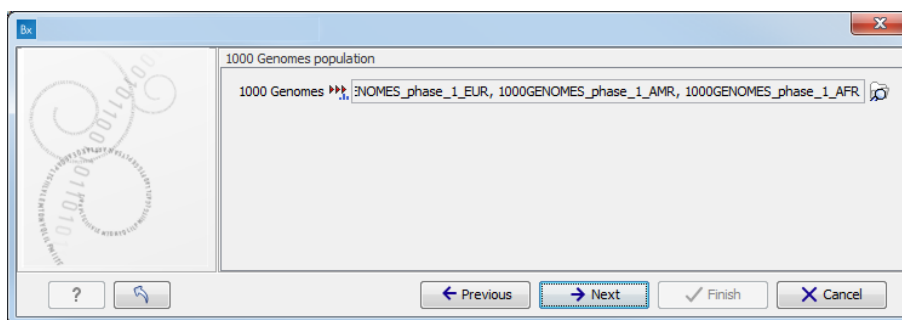 Bx
1000 Genomes population
1000 Genomes ENOMES_phase_1_EUR, 1000GENOMES_phase_1_AMR, 1000GENOMES_phase_1_AFR
?
Previous
Next
Finish
Cancel